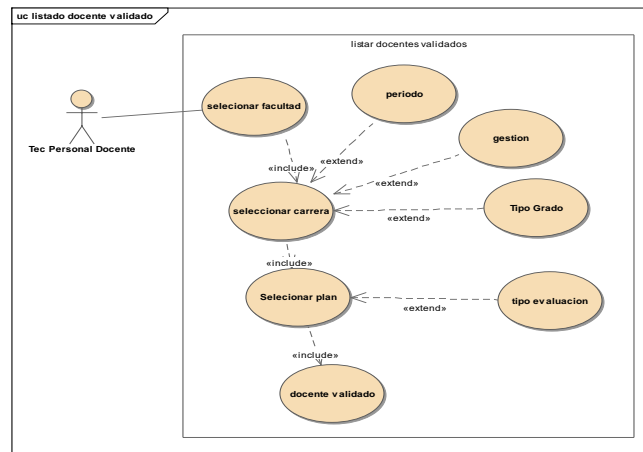 uc listado docente validado
listar docentes validados
selecionar facultad
periodo
Tec Personal Docente
gestion
«include»
«extend»
«extend»
seleccionar carrera
Tipo Grado
«extend»
«include»
Selecionar plan
tipo evaluacion
«extend»
«include»
docente validado